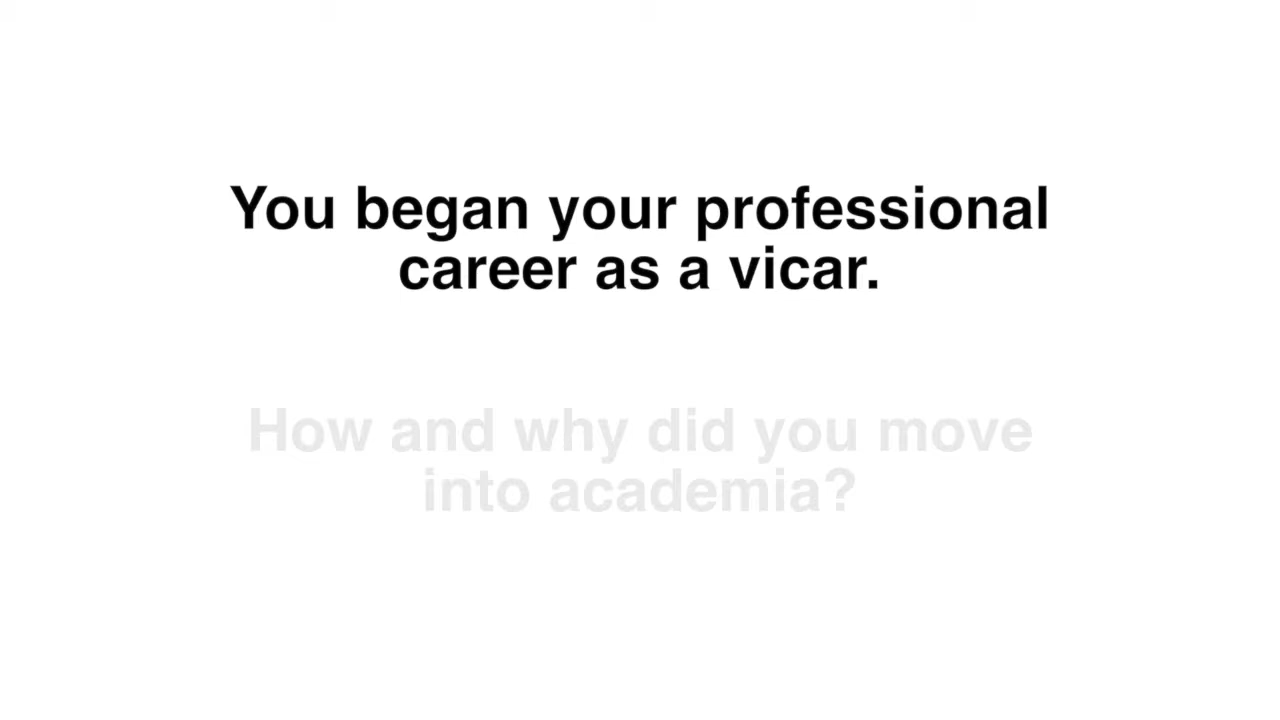 You began your professional
career as a vicar.
How and why did you move
into academia?